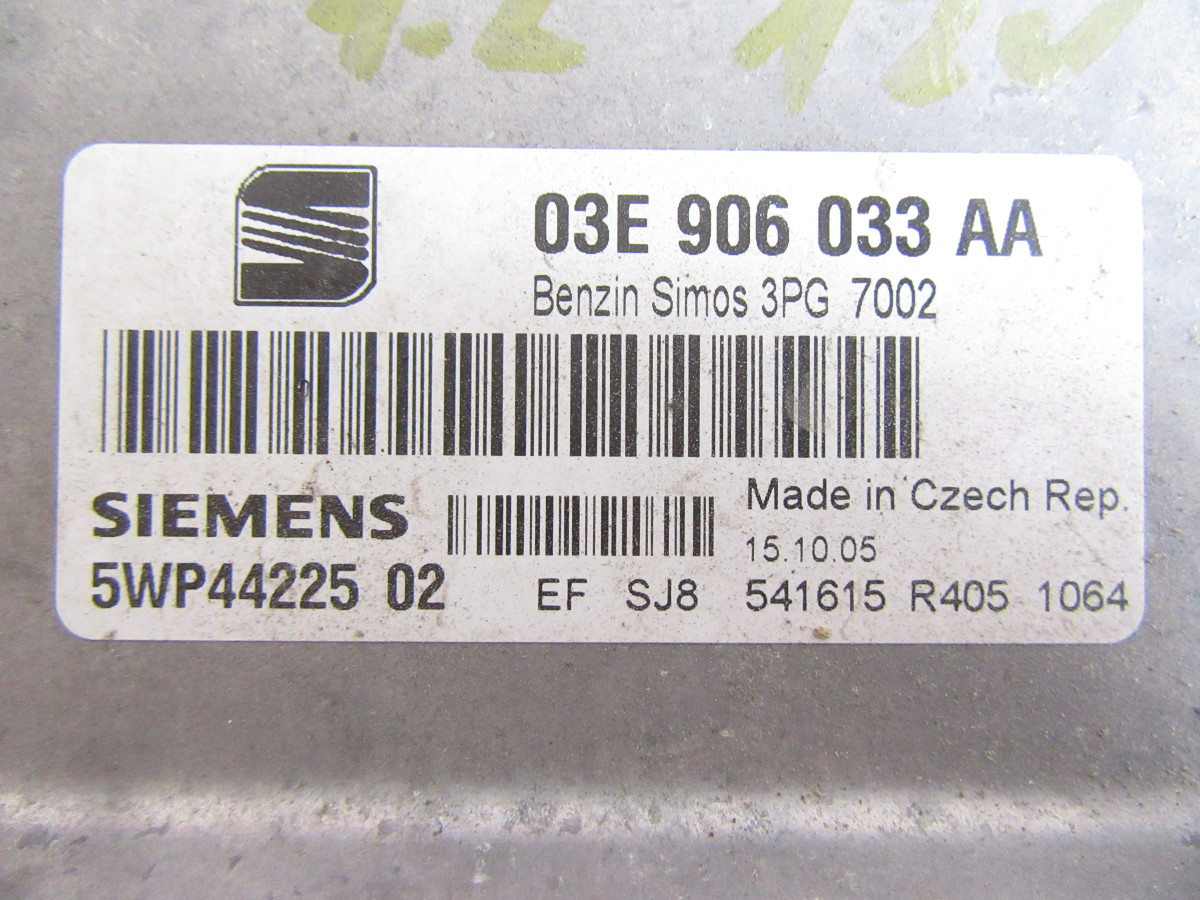 03E 906 033 AA
Benzin Simos 3PG 7002
SIEMENS
Made in Czech Rep.
15.10.05
5WP44225 02
EF SJ8 541615 R405 1064